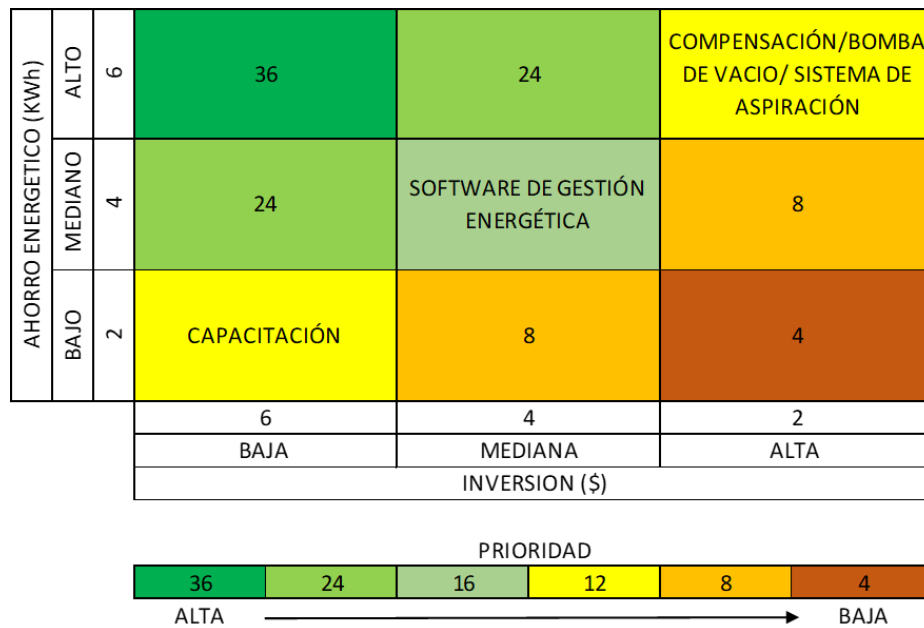 AHORRO ENERGETICO (KWh)
ALTO
6
36
24
COMPENSACIÓN/BOMBA
DE VACIO/ SISTEMA DE
ASPIRACIÓN
MEDIANO
4
24
SOFTWARE DE GESTIÓN
ENERGÉTICA
8
BAJO
2
CAPACITACIÓN
8
4
6
4
2
BAJA
MEDIANA
ALTA
INVERSION ($)
PRIORIDAD
36
24
16
12
8
4
ALTA
BAJA